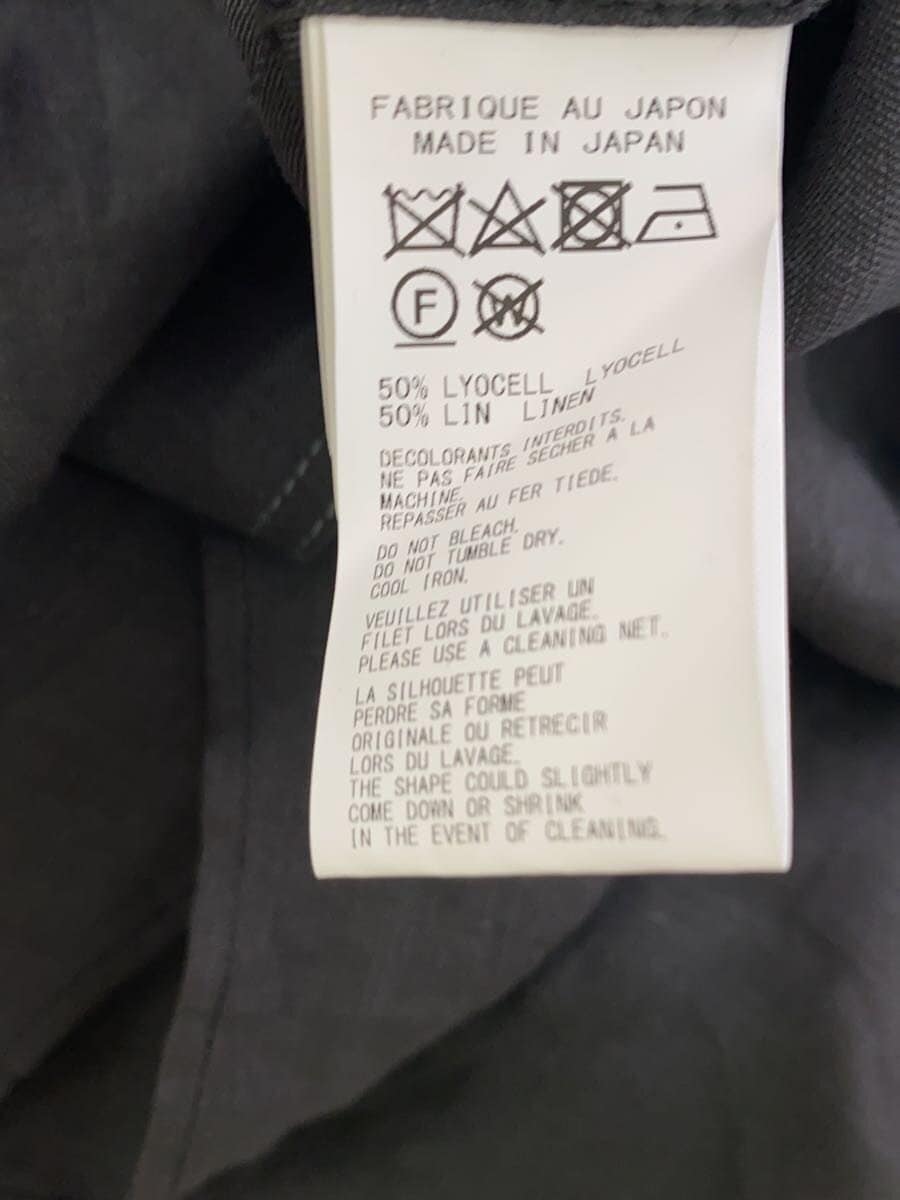 FABRIQUE AU JAPON
MADE IN JAPAN
F W
50% LYOCELL LYOCELL
50% LIN LINEN
DECOLORANTS INTERDITS.
NE PAS FAIRE SECHER A LA
MACHINE.
REPASSER AU FER TIEDE.
DO NOT BLEACH.
DO NOT TUMBLE DRY.
COOL IRON.
VEUILLEZ UTILISER UN
FILET LORS DU LAVAGE.
PLEASE USE A CLEANING NET.
LA SILHOUETTE PEUT
PERDRE SA FORME
ORIGINALE OU RETRECIR
LORS DU LAVAGE.
THE SHAPE COULD SLIGHTLY
COME DOWN OR SHRINK
IN THE EVENT OF CLEANING.